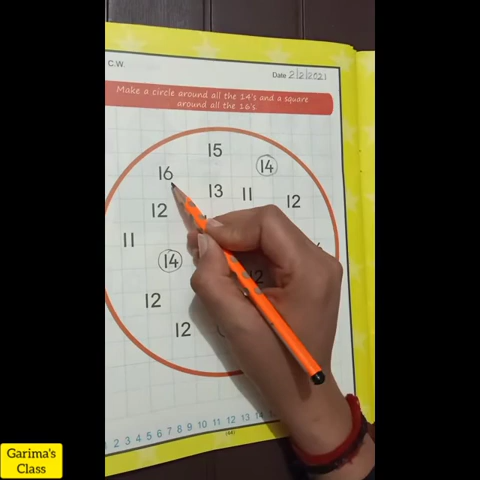 C.W.
Date 2/2/2021
Make a circle around all the 14's and a square
around all the 16's.
15
16
14
13
11
12
12
11
14
12
12
12
2 3 4 5 6 7 8 9 10 11 12 13 14
(44)
Garima's
Class